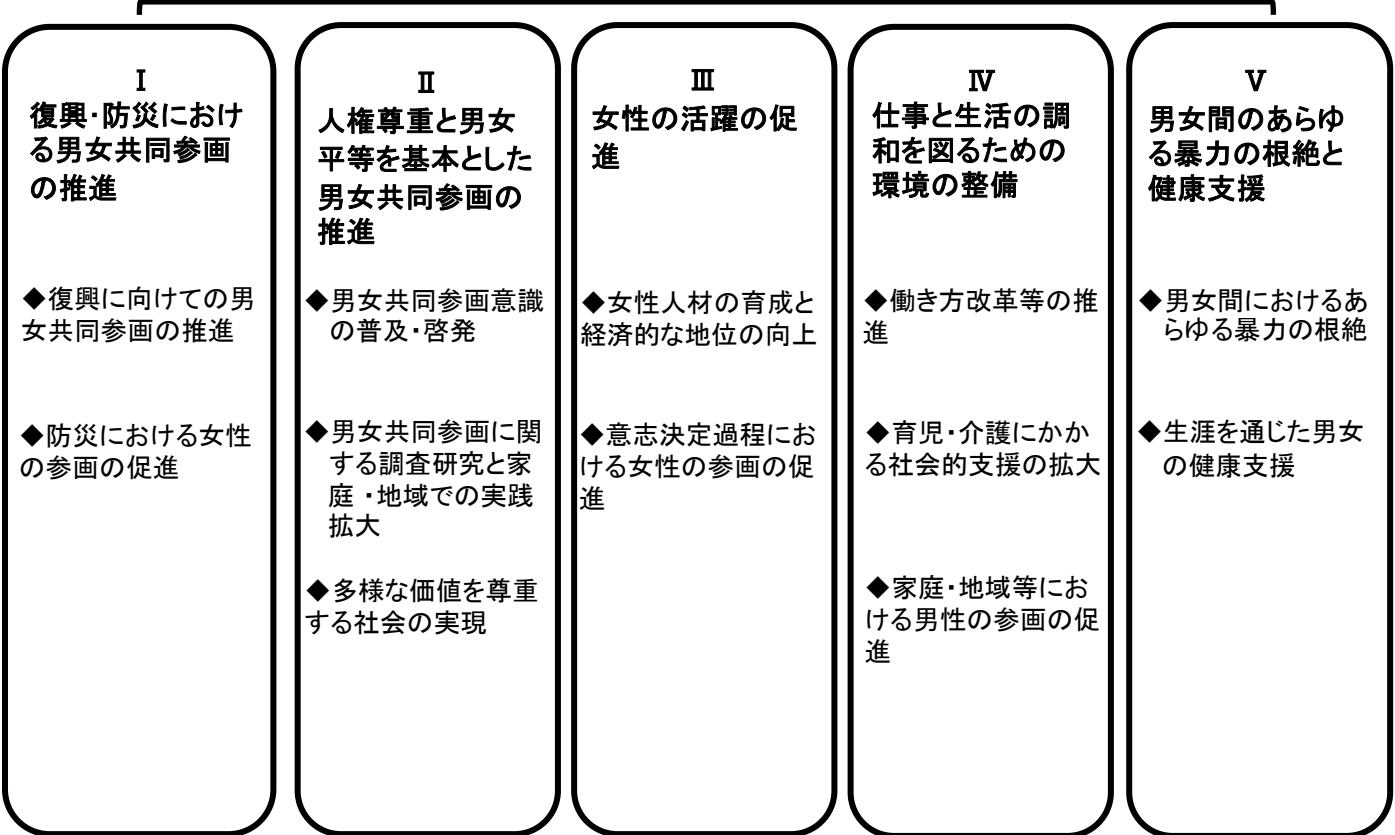 Ⅰ
復興・防災におけ
る男女共同参画
の推進
◆復興に向けての男
女共同参画の推進
◆防災における女性
の参画の促進
Ⅱ
人権尊重と男女
平等を基本とした
男女共同参画の
推進
◆男女共同参画意識
の普及・啓発
◆男女共同参画に関
する調査研究と家
庭・地域での実践
拡大
◆多様な価値を尊重
する社会の実現
Ⅲ
女性の活躍の促
進
◆女性人材の育成と
経済的な地位の向上
◆意志決定過程にお
ける女性の参画の促
進
Ⅳ
仕事と生活の調
和を図るための
環境の整備
◆働き方改革等の推
進
◆育児・介護にかか
る社会的支援の拡大
◆家庭・地域等にお
ける男性の参画の促
進
Ⅴ
男女間のあらゆ
る暴力の根絶と
健康支援
◆男女間におけるあ
らゆる暴力の根絶
◆生涯を通じた男女
の健康支援